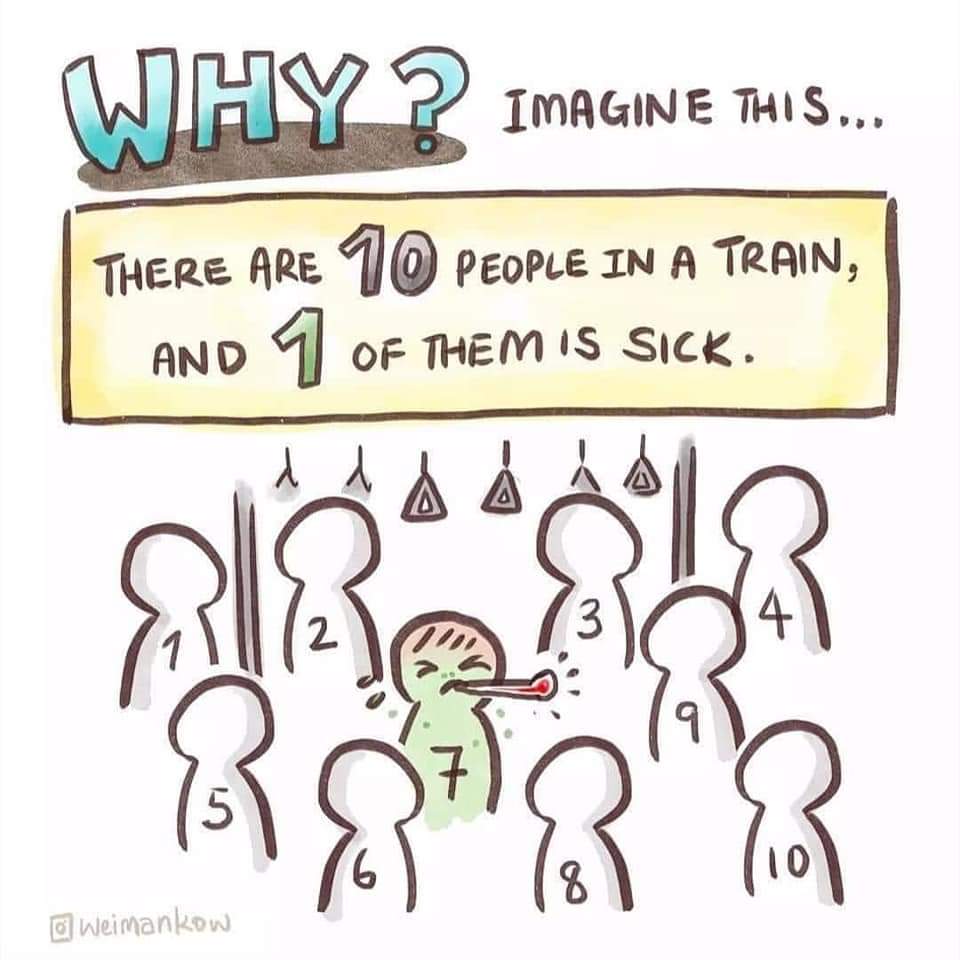 WHY? IMAGINE THIS...
THERE ARE 10 PEOPLE IN A TRAIN,
AND 1 OF THEM IS SICK.
1
2
3
4
5
6
7
8
9
10
weimankow